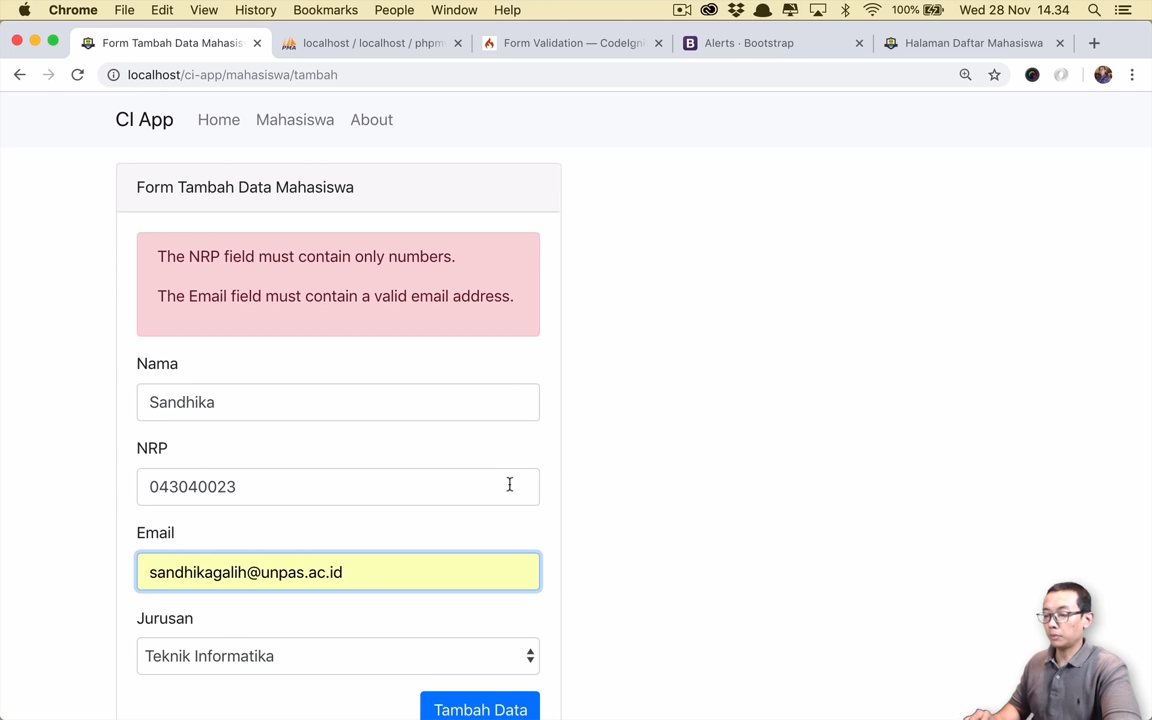 Chrome File Edit View History Bookmarks People Window Help 100% Wed 28 Nov 14.34
Form Tambah Data Mahasis localhost / localhost / phpm Form Validation — CodeIgni Alerts · Bootstrap Halaman Daftar Mahasiswa
localhost/ci-app/mahasiswa/tambah
CI App Home Mahasiswa About
Form Tambah Data Mahasiswa
The NRP field must contain only numbers.
The Email field must contain a valid email address.
Nama
Sandhika
NRP
043040023
Email
sandhikagalih@unpas.ac.id
Jurusan
Teknik Informatika
Tambah Data